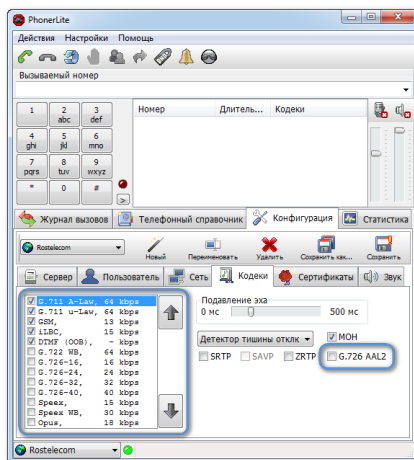 PhonerLite
Действия Настройки Помощь
Вызываемый номер
1 2 abc 3 def
4 ghi 5 jkl 6 mno
7 pqrs 8 tuv 9 wxyz
* 0 #
>
Номер Длитель... Кодеки
Журнал вызовов Телефонный справочник Конфигурация Статистика
Rostelecom Новый Переименовать Удалить Сохранить как... Сохранить
Сервер Пользователь Сеть Кодеки Сертификаты Звук
G.711 A-Law, 64 kbps
G.711 u-Law, 64 kbps
GSM, 13 kbps
iLBC, 15 kbps
DTMF (OOB), - kbps
G.722 WB, 64 kbps
G.726-16, 16 kbps
G.726-24, 24 kbps
G.726-32, 32 kbps
G.726-40, 40 kbps
Speex, 15 kbps
Speex WB, 30 kbps
Opus, 18 kbps
Подавление эха
0 мс 500 мс
Детектор тишины отклк МОН
SRTP SAVP ZRTP G.726 AAL2
Rostelecom